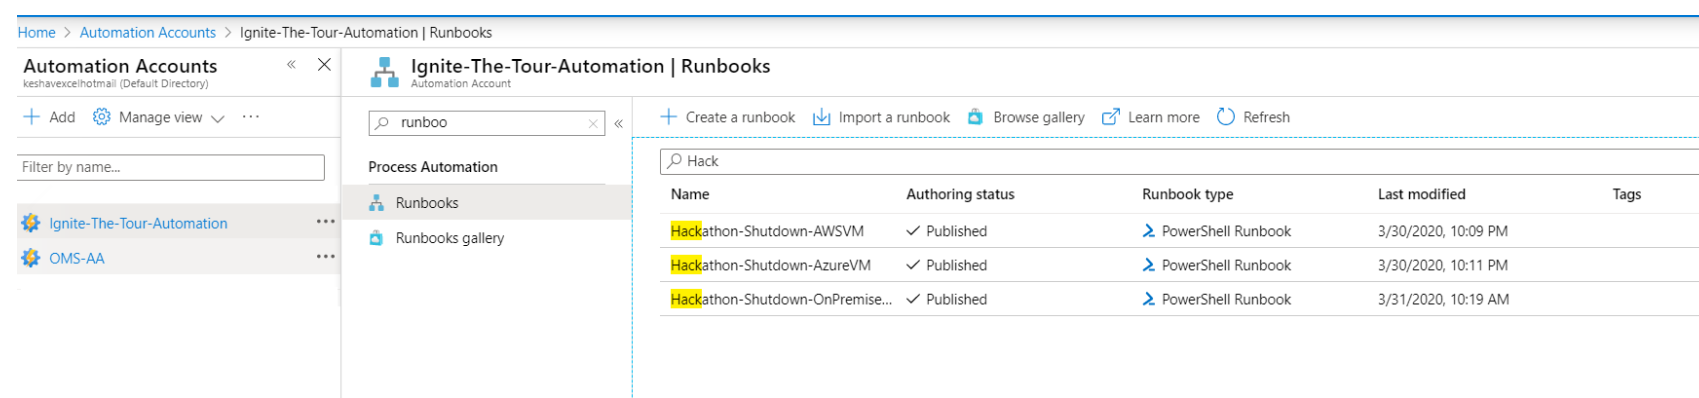 Home > Automation Accounts > Ignite-The-Tour-Automation | Runbooks
Automation Accounts
keshavexcelhotmail (Default Directory)
Add Manage view ...
Filter by name...
Ignite-The-Tour-Automation ...
OMS-AA ...
Ignite-The-Tour-Automation | Runbooks
Automation Account
runboo
Process Automation
Runbooks
Runbooks gallery
Create a runbook Import a runbook Browse gallery Learn more Refresh
Hack
Name Authoring status Runbook type Last modified Tags
Hackathon-Shutdown-AWSVM Published PowerShell Runbook 3/30/2020, 10:09 PM
Hackathon-Shutdown-AzureVM Published PowerShell Runbook 3/30/2020, 10:11 PM
Hackathon-Shutdown-OnPremise... Published PowerShell Runbook 3/31/2020, 10:19 AM